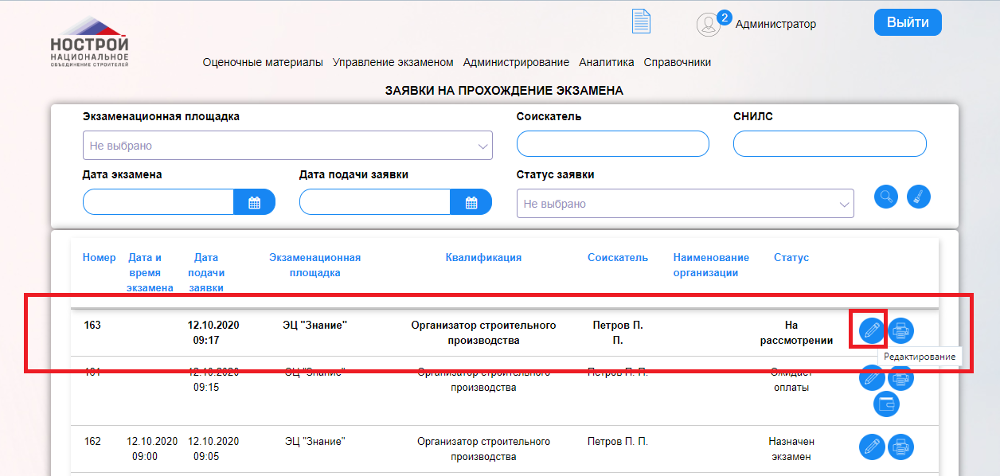 НОСТРОЙ
НАЦИОНАЛЬНОЕ
ОБЪЕДИНЕНИЕ СТРОИТЕЛЕЙ
2
Администратор
Выйти
Оценочные материалы Управление экзаменом Администрирование Аналитика Справочники
ЗАЯВКИ НА ПРОХОЖДЕНИЕ ЭКЗАМЕНА
Экзаменационная площадка Соискатель СНИЛС
Не выбрано
Дата экзамена Дата подачи заявки Статус заявки
Не выбрано
Номер Дата и Дата Экзаменационная Квалификация Соискатель Наименование Статус
время подачи площадка организации
экзамена заявки
163 12.10.2020 ЭЦ "Знание" Организатор строительного Петров П. На
09:17 производства П. рассмотрении
Редактирование
161 12.10.2020 ЭЦ "Знание" Организатор строительного Петров П. П. Ожидает
09:15 производства оплаты
162 12.10.2020 12.10.2020 ЭЦ "Знание" Организатор строительного Петров П. П. Назначен
09:00 09:05 производства экзамен